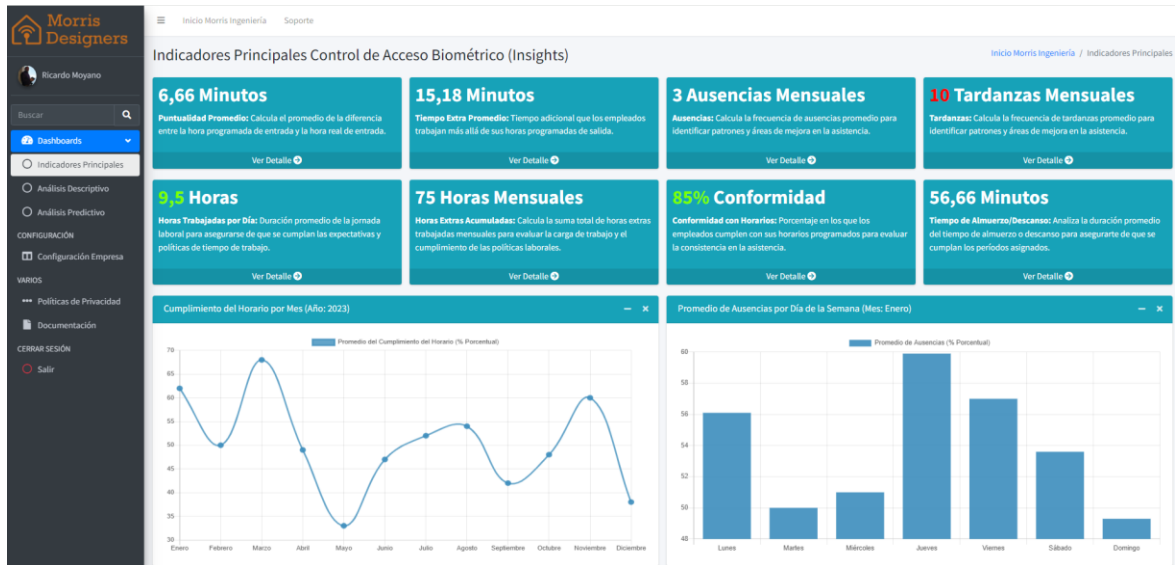 Morris
Designers
Inicio Morris Ingeniería Soporte
Indicadores Principales Control de Acceso Biométrico (Insights)
Inicio Morris Ingeniería / Indicadores Principales
Ricardo Moyano
Buscar
Dashboards
Indicadores Principales
Análisis Descriptivo
Análisis Predictivo
CONFIGURACIÓN
Configuración Empresa
VARIOS
Políticas de Privacidad
Documentación
CERRAR SESIÓN
Salir
6,66 Minutos
Puntualidad Promedio: Calcula el promedio de la diferencia
entre la hora programada de entrada y la hora real de entrada.
Ver Detalle
15,18 Minutos
Tiempo Extra Promedio: Tiempo adicional que los empleados
trabajan más allá de sus horas programadas de salida.
Ver Detalle
3 Ausencias Mensuales
Ausencias: Calcula la frecuencia de ausencias promedio para
identificar patrones y áreas de mejora en la asistencia.
Ver Detalle
10 Tardanzas Mensuales
Tardanzas: Calcula la frecuencia de tardanzas promedio para
identificar patrones y áreas de mejora en la asistencia.
Ver Detalle
9,5 Horas
Horas Trabajadas por Día: Duración promedio de la jornada
laboral para asegurarse de que se cumplan las expectativas y
políticas de tiempo de trabajo.
Ver Detalle
75 Horas Mensuales
Horas Extras Acumuladas: Calcula la suma total de horas extras
trabajadas mensuales para evaluar la carga de trabajo y el
cumplimiento de las políticas laborales.
Ver Detalle
85% Conformidad
Conformidad con Horarios: Porcentaje en los que los
empleados cumplen con sus horarios programados para evaluar
la consistencia en la asistencia.
Ver Detalle
56,66 Minutos
Tiempo de Almuerzo/Descanso: Analiza la duración promedio
del tiempo de almuerzo o descanso para asegurarte de que se
cumplan los períodos asignados.
Ver Detalle
Cumplimiento del Horario por Mes (Año: 2023)
Promedio del Cumplimiento del Horario (% Porcentual)
70
65
60
55
50
45
40
35
30
Enero Febrero Marzo Abril Mayo Junio Julio Agosto Septiembre Octubre Noviembre Diciembre
Promedio de Ausencias por Día de la Semana (Mes: Enero)
Promedio de Ausencias (% Porcentual)
60
58
56
54
52
50
48
Lunes Martes Miércoles Jueves Viernes Sábado Domingo